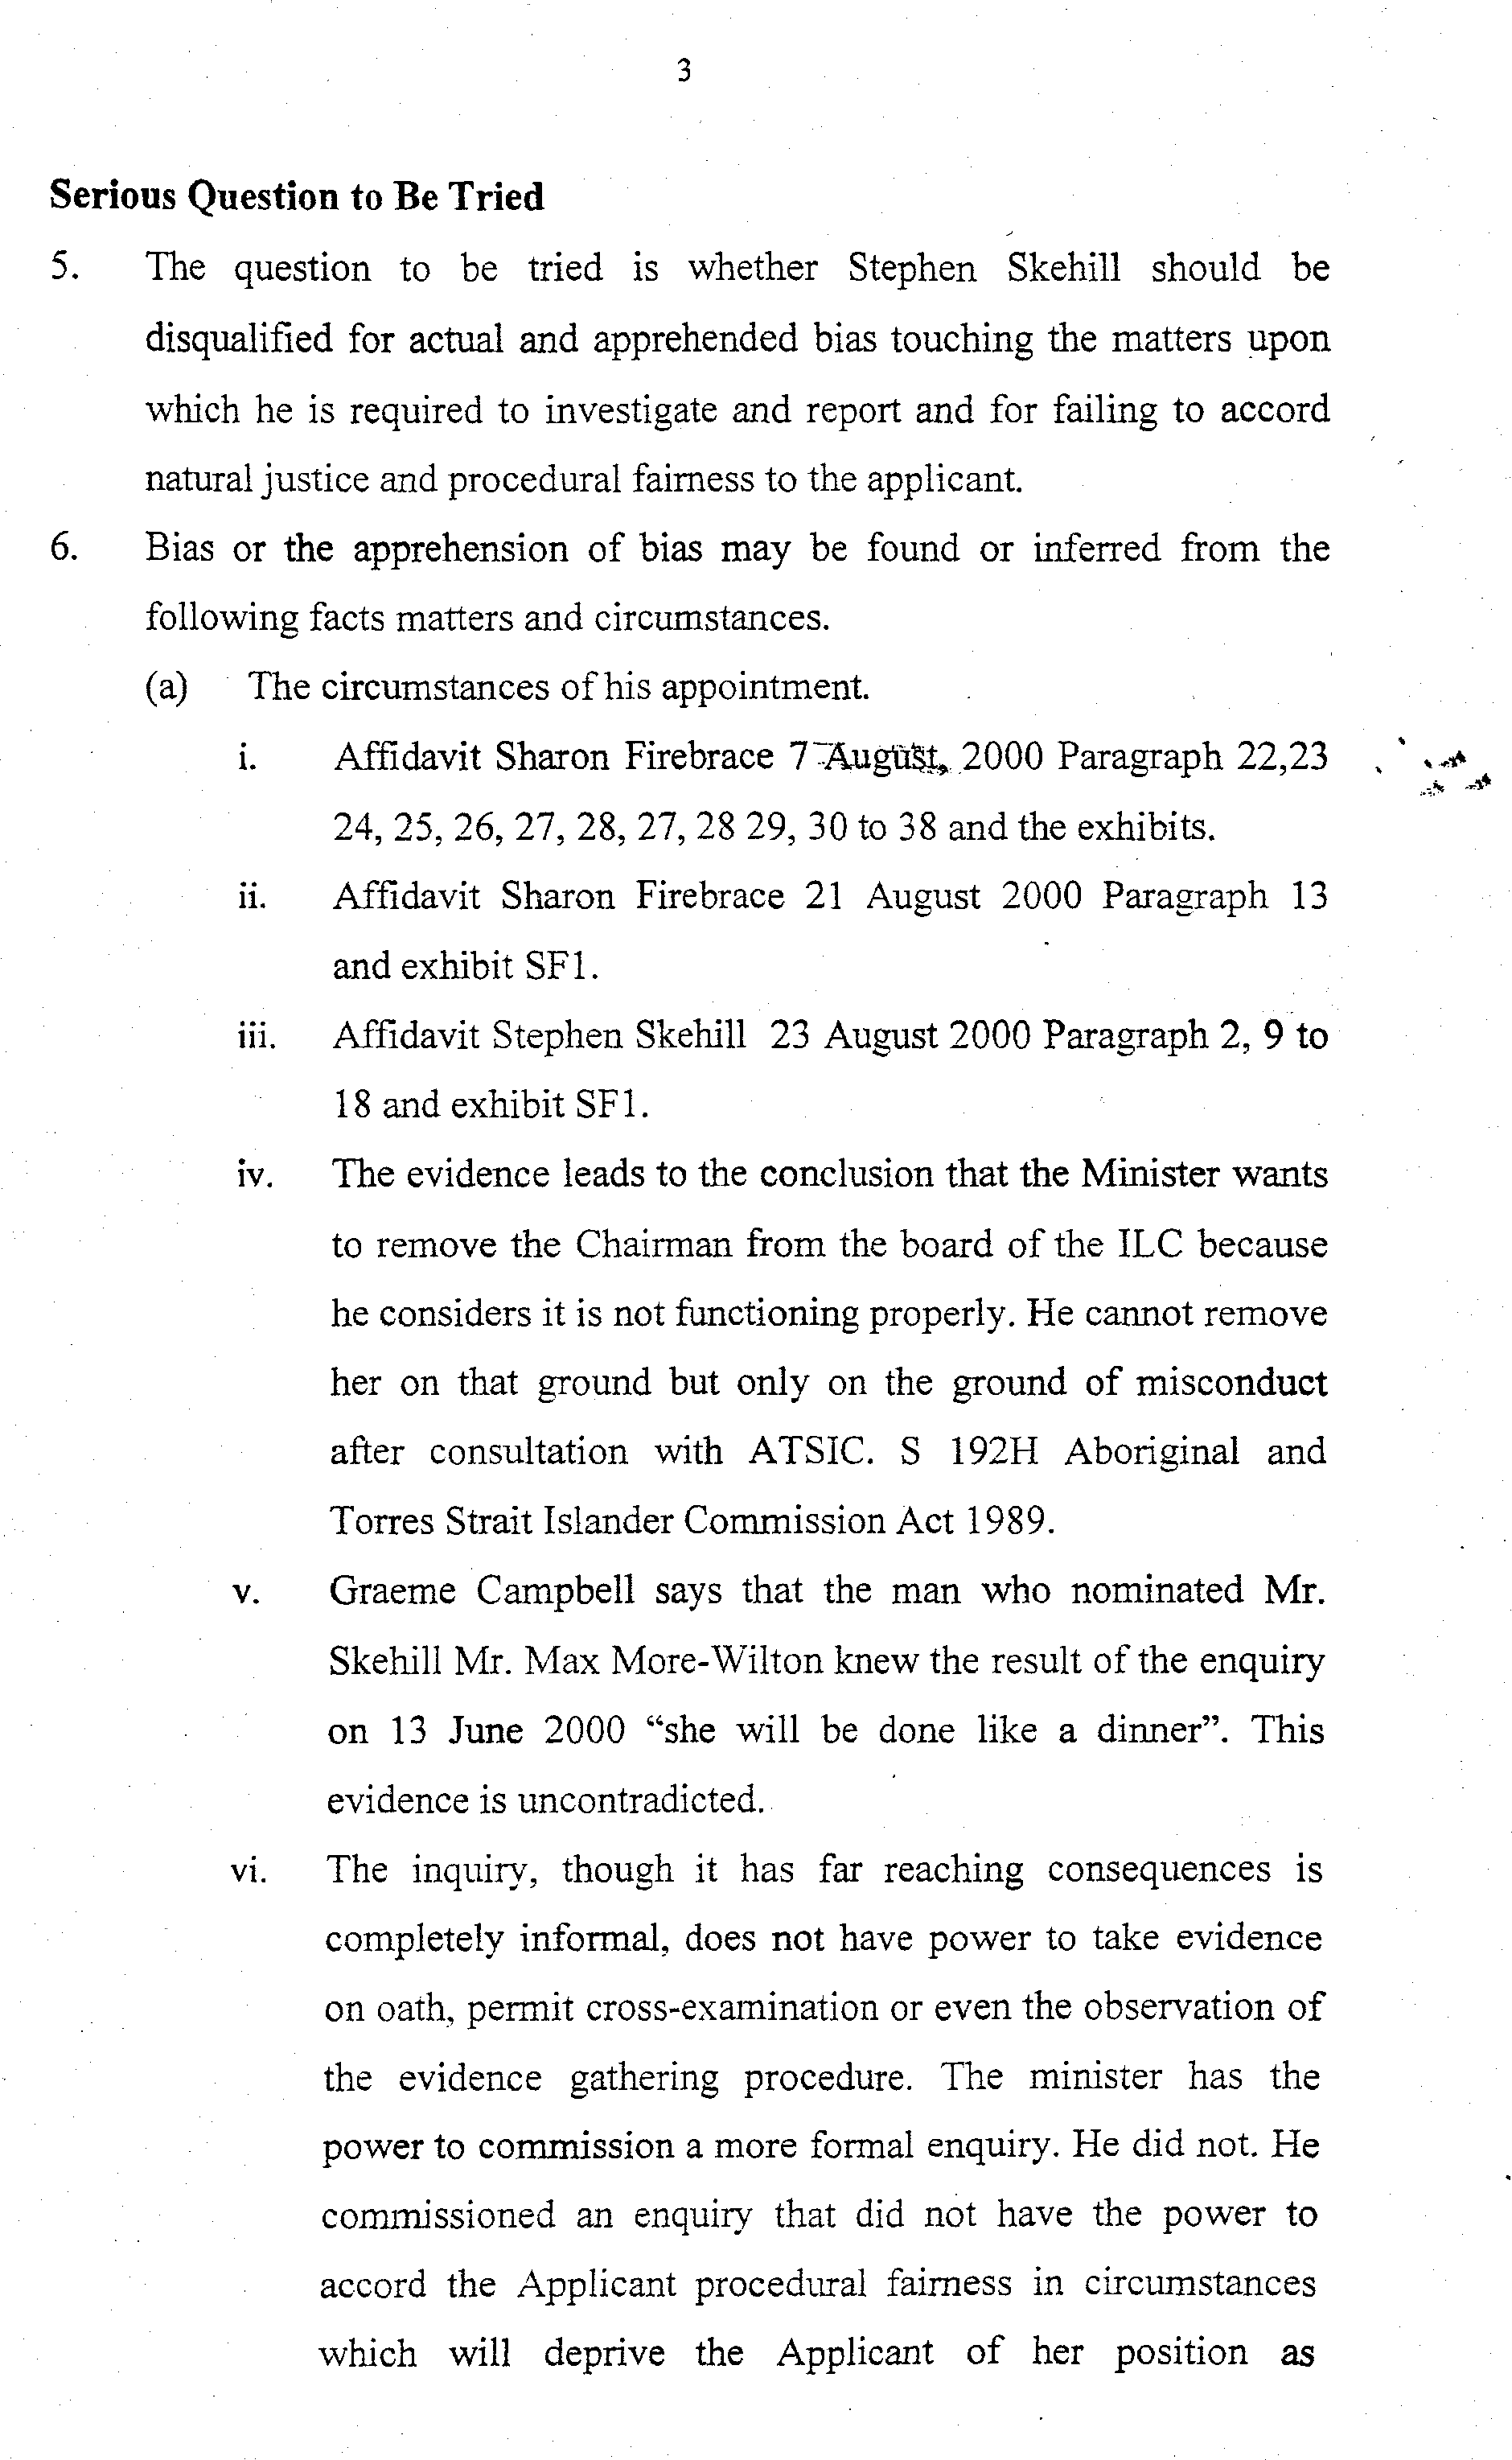 3
Serious Question to Be Tried
5. The question to be tried is whether Stephen Skehill should be
disqualified for actual and apprehended bias touching the matters upon
which he is required to investigate and report and for failing to accord
natural justice and procedural fairness to the applicant.
6. Bias or the apprehension of bias may be found or inferred from the
following facts matters and circumstances.
(a) The circumstances of his appointment.
i. Affidavit Sharon Firebrace 7 August, 2000 Paragraph 22,23
24, 25, 26, 27, 28, 27, 28 29, 30 to 38 and the exhibits.
ii. Affidavit Sharon Firebrace 21 August 2000 Paragraph 13
and exhibit SF1.
iii. Affidavit Stephen Skehill 23 August 2000 Paragraph 2, 9 to
18 and exhibit SF1.
iv. The evidence leads to the conclusion that the Minister wants
to remove the Chairman from the board of the ILC because
he considers it is not functioning properly. He cannot remove
her on that ground but only on the ground of misconduct
after consultation with ATSIC. S 192H Aboriginal and
Torres Strait Islander Commission Act 1989.
v. Graeme Campbell says that the man who nominated Mr.
Skehill Mr. Max More-Wilton knew the result of the enquiry
on 13 June 2000 “she will be done like a dinner”. This
evidence is uncontradicted.
vi. The inquiry, though it has far reaching consequences is
completely informal, does not have power to take evidence
on oath, permit cross-examination or even the observation of
the evidence gathering procedure. The minister has the
power to commission a more formal enquiry. He did not. He
commissioned an enquiry that did not have the power to
accord the Applicant procedural fairness in circumstances
which will deprive the Applicant of her position as